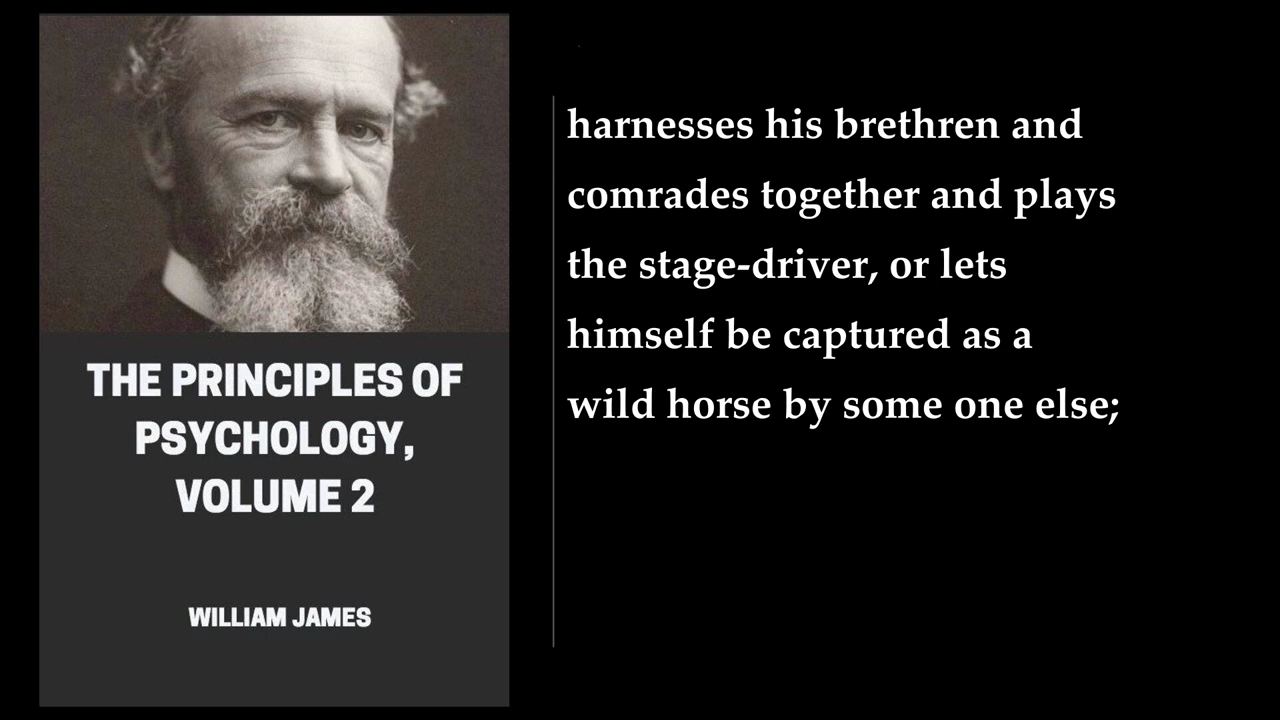 THE PRINCIPLES OF
PSYCHOLOGY,
VOLUME 2
WILLIAM JAMES
harnesses his brethren and
comrades together and plays
the stage-driver, or lets
himself be captured as a
wild horse by some one else;